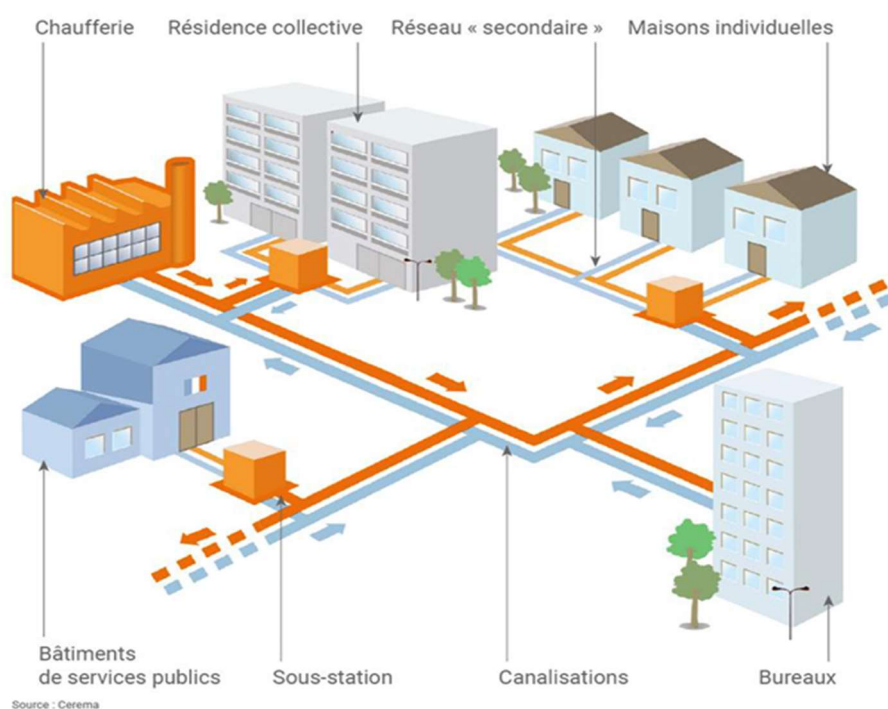 Chaufferie
Résidence collective
Réseau « secondaire »
Maisons individuelles
Bâtiments
de services publics
Sous-station
Canalisations
Bureaux
Source : Cerema